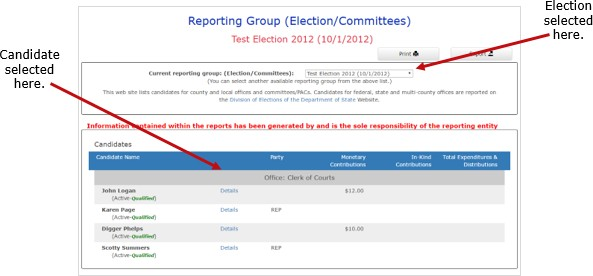 Reporting Group (Election/Committees)
Election
selected
here.
Test Election 2012 (10/1/2012)
Print
Candidate
selected
here.
Current reporting group: (Election/Committees): Test Election 2012 (10/1/2012)
(You can select another available reporting group from the above list.)
This web site lists candidates for county and local offices and committees/PACs. Candidates for federal, state and multi-county offices are reported on
the Division of Elections of the Department of State Website.
Information contained within the reports has been generated by and is the sole responsibility of the reporting entity
Candidates
Candidate Name Party Monetary Contributions In-Kind Contributions Total Expenditures & Distributions
Office: Clerk of Courts
John Logan Details $12.00
[Active-Qualified]
Karen Page Details REP
[Active-Qualified]
Digger Phelps Details $10.00
[Active-Qualified]
Scotty Summers Details REP
[Active-Qualified]